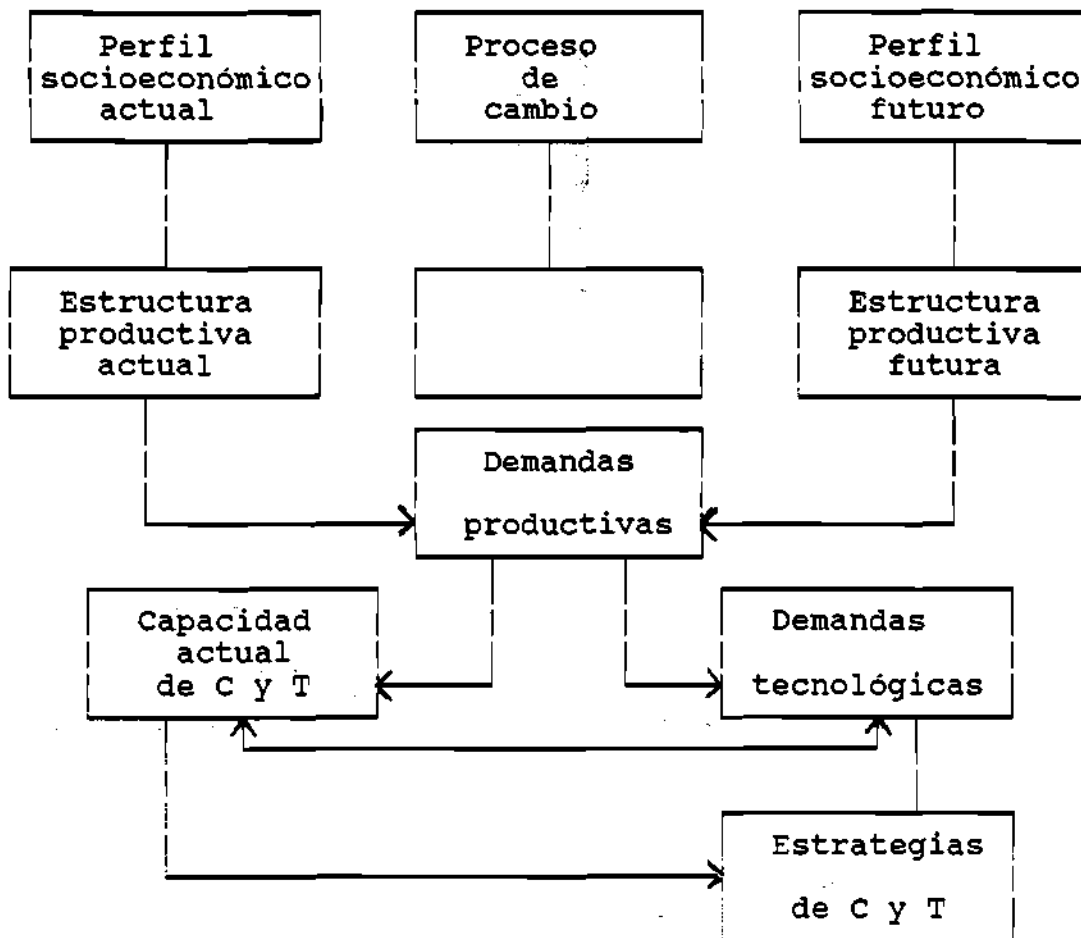 Perfil
socioeconómico
actual
Proceso
de
cambio
Perfil
socioeconómico
futuro
Estructura
productiva
actual
Estructura
productiva
futura
Demandas
productivas
Capacidad
actual
de C y T
Demandas
tecnológicas
Estrategias
de C y T